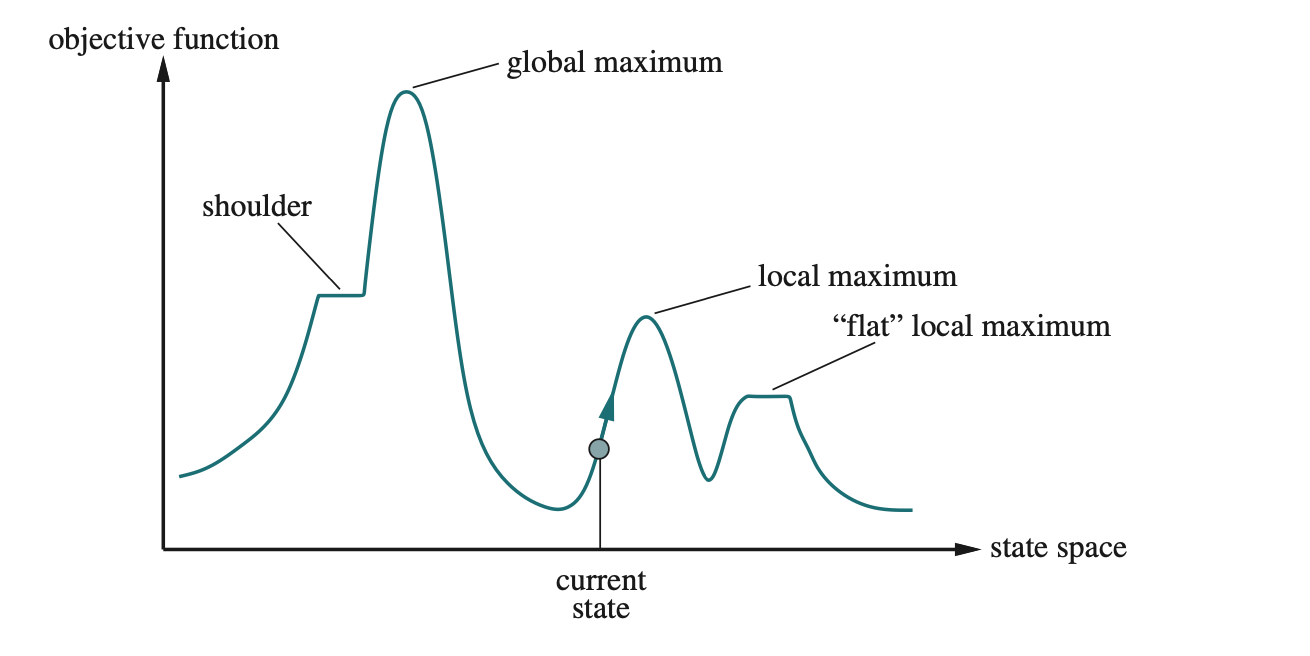 objective function
global maximum
shoulder
local maximum
“flat” local maximum
state space
current
state